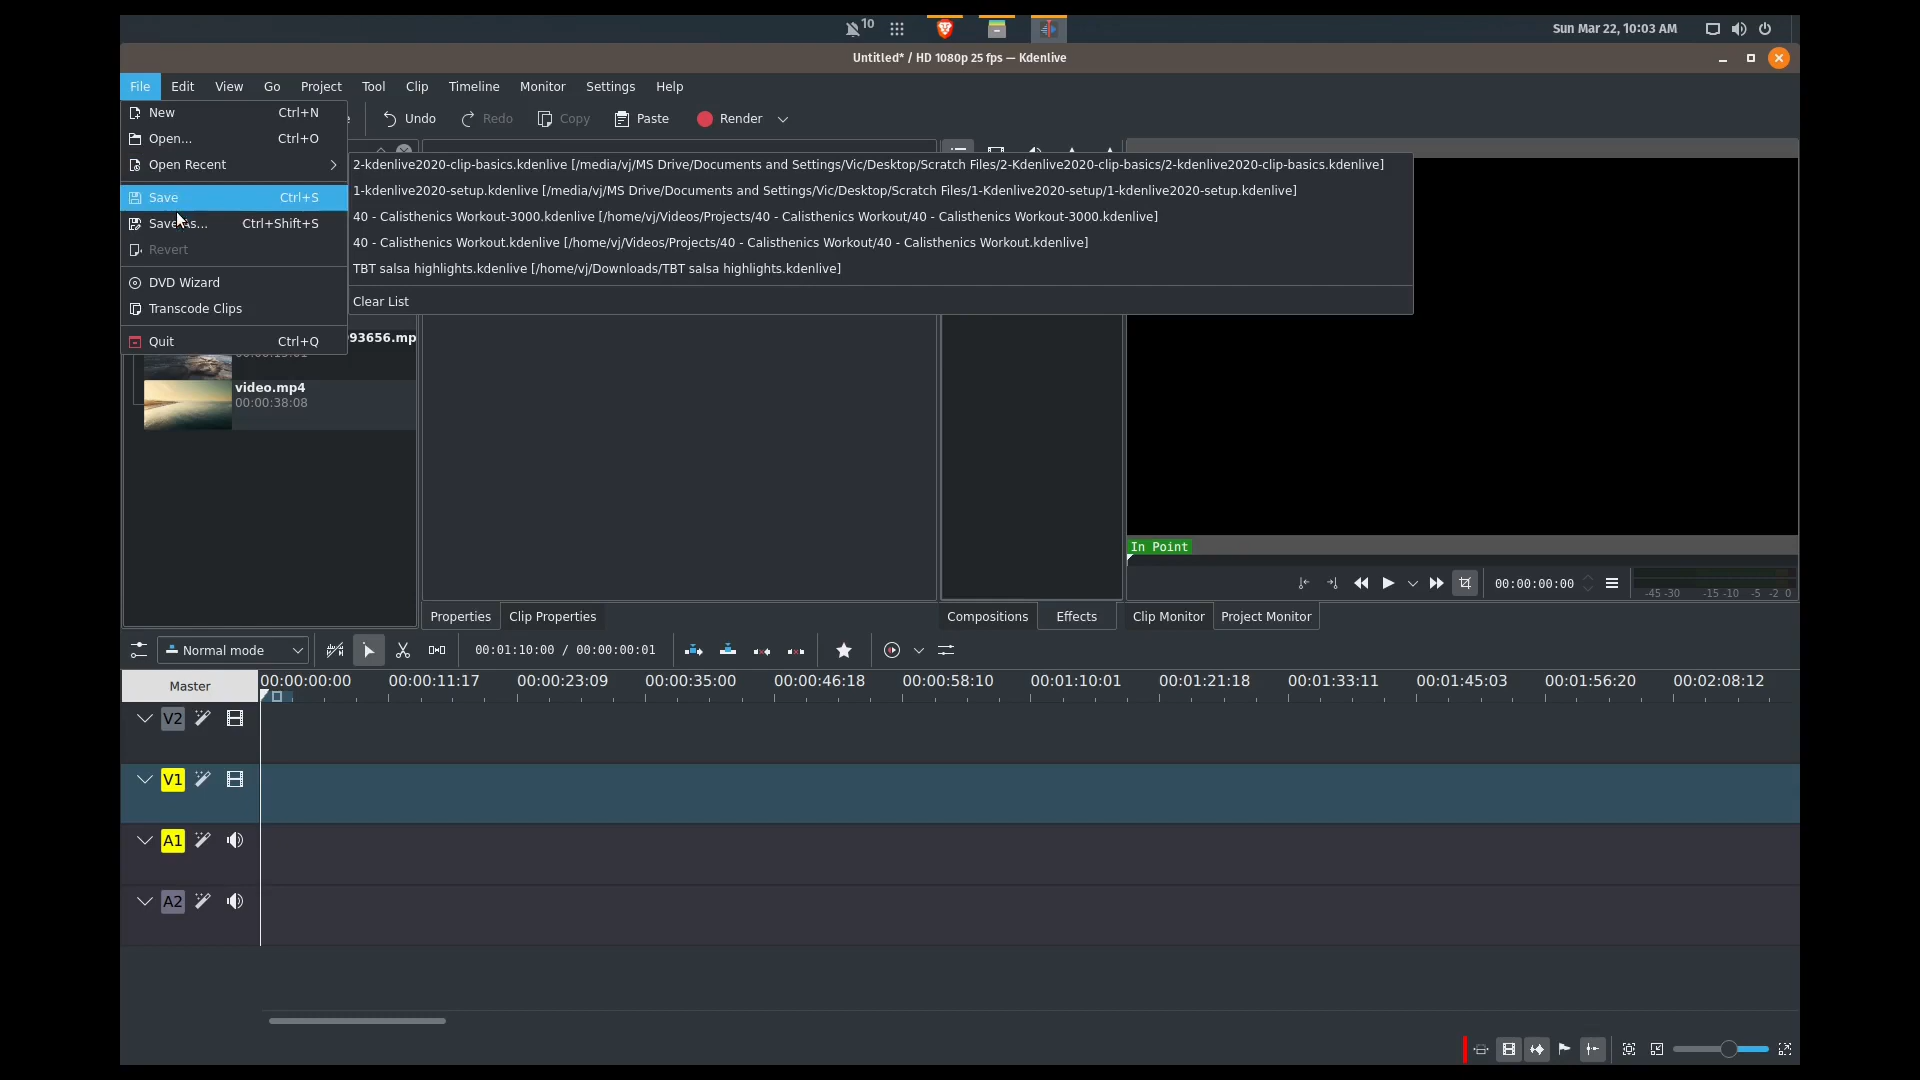 10
Sun Mar 22, 10:03 AM
Untitled* / HD 1080p 25 fps — Kdenlive
File Edit View Go Project Tool Clip Timeline Monitor Settings Help
New Ctrl+N
Undo Redo Copy Paste Render
Open... Ctrl+O
Open Recent
2-kdenlive2020-clip-basics.kdenlive [/media/vj/MS Drive/Documents and Settings/Vic/Desktop/Scratch Files/2-Kdenlive2020-clip-basics/2-kdenlive2020-clip-basics.kdenlive]
1-kdenlive2020-setup.kdenlive [/media/vj/MS Drive/Documents and Settings/Vic/Desktop/Scratch Files/1-Kdenlive2020-setup/1-kdenlive2020-setup.kdenlive]
Save Ctrl+S
40 - Calisthenics Workout-3000.kdenlive [/home/vj/Videos/Projects/40 - Calisthenics Workout/40 - Calisthenics Workout-3000.kdenlive]
Save As... Ctrl+Shift+S
40 - Calisthenics Workout.kdenlive [/home/vj/Videos/Projects/40 - Calisthenics Workout/40 - Calisthenics Workout.kdenlive]
Revert
TBT salsa highlights.kdenlive [/home/vj/Downloads/TBT salsa highlights.kdenlive]
DVD Wizard
Clear List
Transcode Clips
Quit Ctrl+Q
93656.mp
video.mp4
00:00:38:08
In Point
00:00:00:00
-45 -30 -15 -10 -5 -2 0
Properties Clip Properties Compositions Effects Clip Monitor Project Monitor
Normal mode 00:01:10:00 / 00:00:00:01
Master 00:00:00:00 00:00:11:17 00:00:23:09 00:00:35:00 00:00:46:18 00:00:58:10 00:01:10:01 00:01:21:18 00:01:33:11 00:01:45:03 00:01:56:20 00:02:08:12
V2
V1
A1
A2